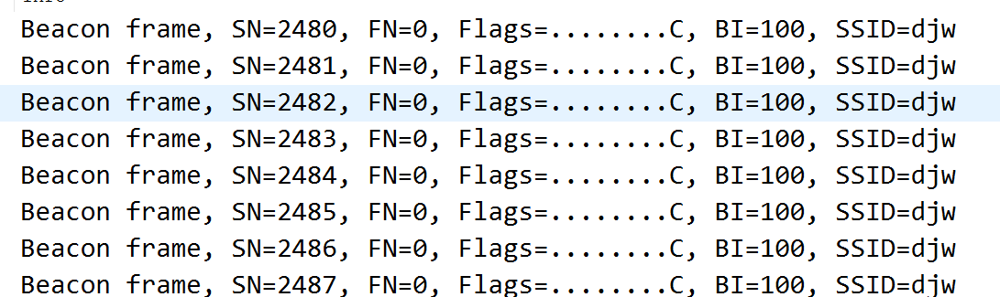 Beacon frame, SN=2480, FN=0, Flags=........C, BI=100, SSID=djw
Beacon frame, SN=2481, FN=0, Flags=........C, BI=100, SSID=djw
Beacon frame, SN=2482, FN=0, Flags=........C, BI=100, SSID=djw
Beacon frame, SN=2483, FN=0, Flags=........C, BI=100, SSID=djw
Beacon frame, SN=2484, FN=0, Flags=........C, BI=100, SSID=djw
Beacon frame, SN=2485, FN=0, Flags=........C, BI=100, SSID=djw
Beacon frame, SN=2486, FN=0, Flags=........C, BI=100, SSID=djw
Beacon frame, SN=2487, FN=0, Flags=........C, BI=100, SSID=djw